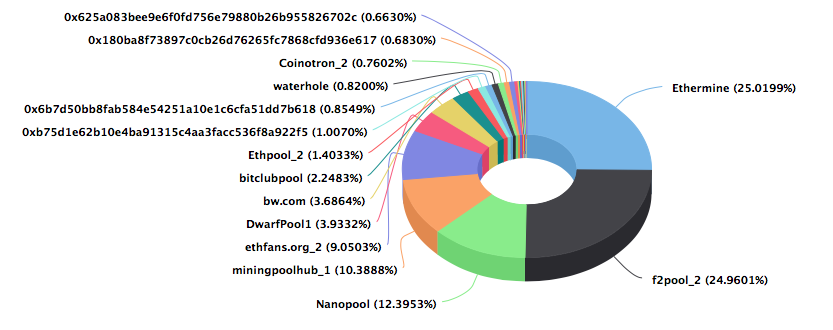 0x625a083bee9e6f0fd756e79880b26b955826702c (0.6630%)
0x180ba8f73897c0cb26d76265fc7868cfd936e617 (0.6830%)
Coinotron_2 (0.7602%)
waterhole (0.8200%)
0x6b7d50bb8fab584e54251a10e1c6cfa51dd7b618 (0.8549%)
0xb75d1e62b10e4ba91315c4aa3facc536f8a922f5 (1.0070%)
Ethpool_2 (1.4033%)
bitclubpool (2.2483%)
bw.com (3.6864%)
DwarfPool1 (3.9332%)
ethfans.org_2 (9.0503%)
miningpoolhub_1 (10.3888%)
Nanopool (12.3953%)
Ethermine (25.0199%)
f2pool_2 (24.9601%)